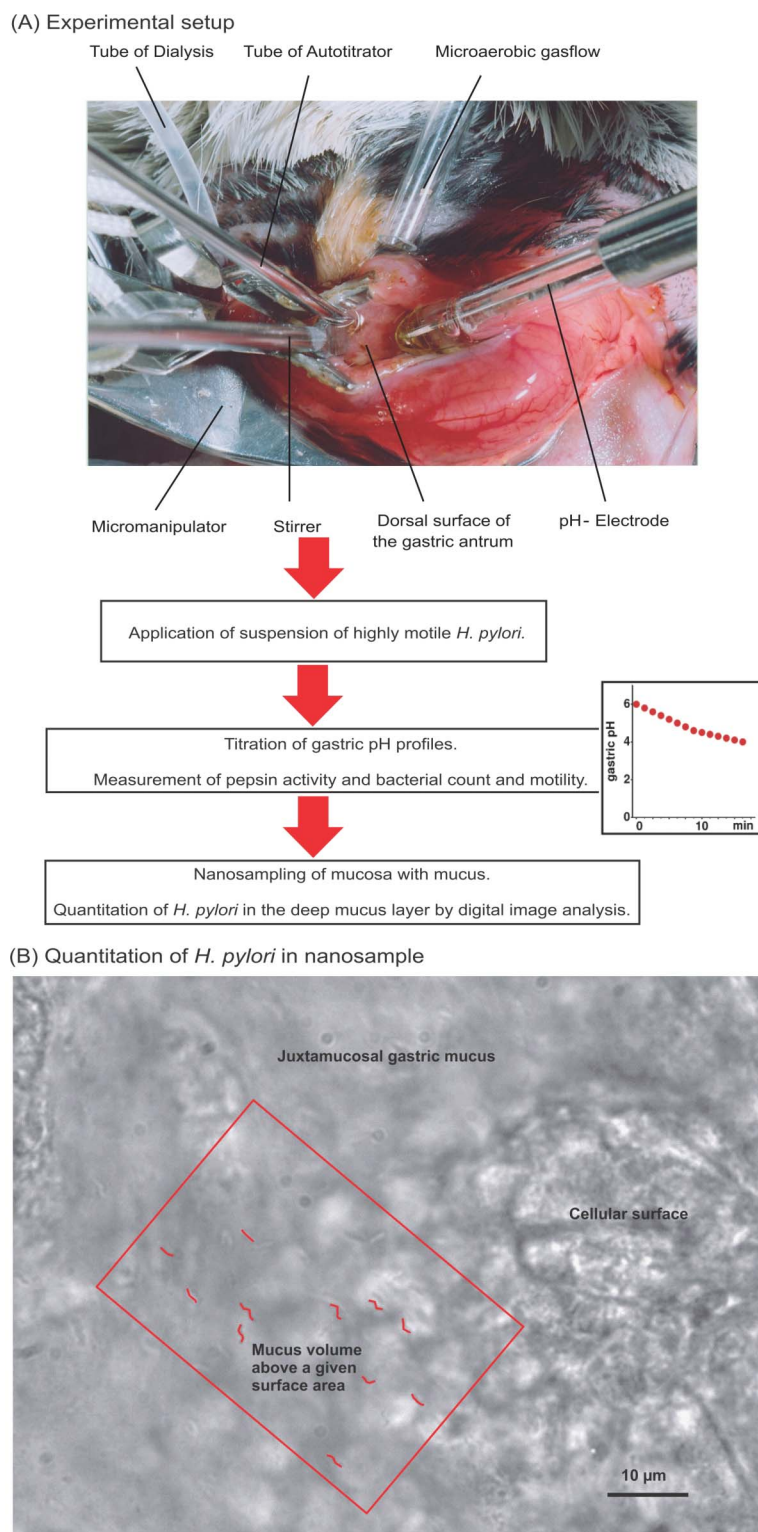 (A) Experimental setup
Tube of Dialysis
Tube of Autotitrator
Microaerobic gasflow
Micromanipulator
Stirrer
Dorsal surface of
the gastric antrum
pH- Electrode
Application of suspension of highly motile H. pylori.
Titration of gastric pH profiles.
Measurement of pepsin activity and bacterial count and motility.
gastric pH
6
4
2
0
0
10
min
Nanosampling of mucosa with mucus.
Quantitation of H. pylori in the deep mucus layer by digital image analysis.
(B) Quantitation of H. pylori in nanosample
Juxtamucosal gastric mucus
Cellular surface
Mucus volume
above a given
surface area
10 µm